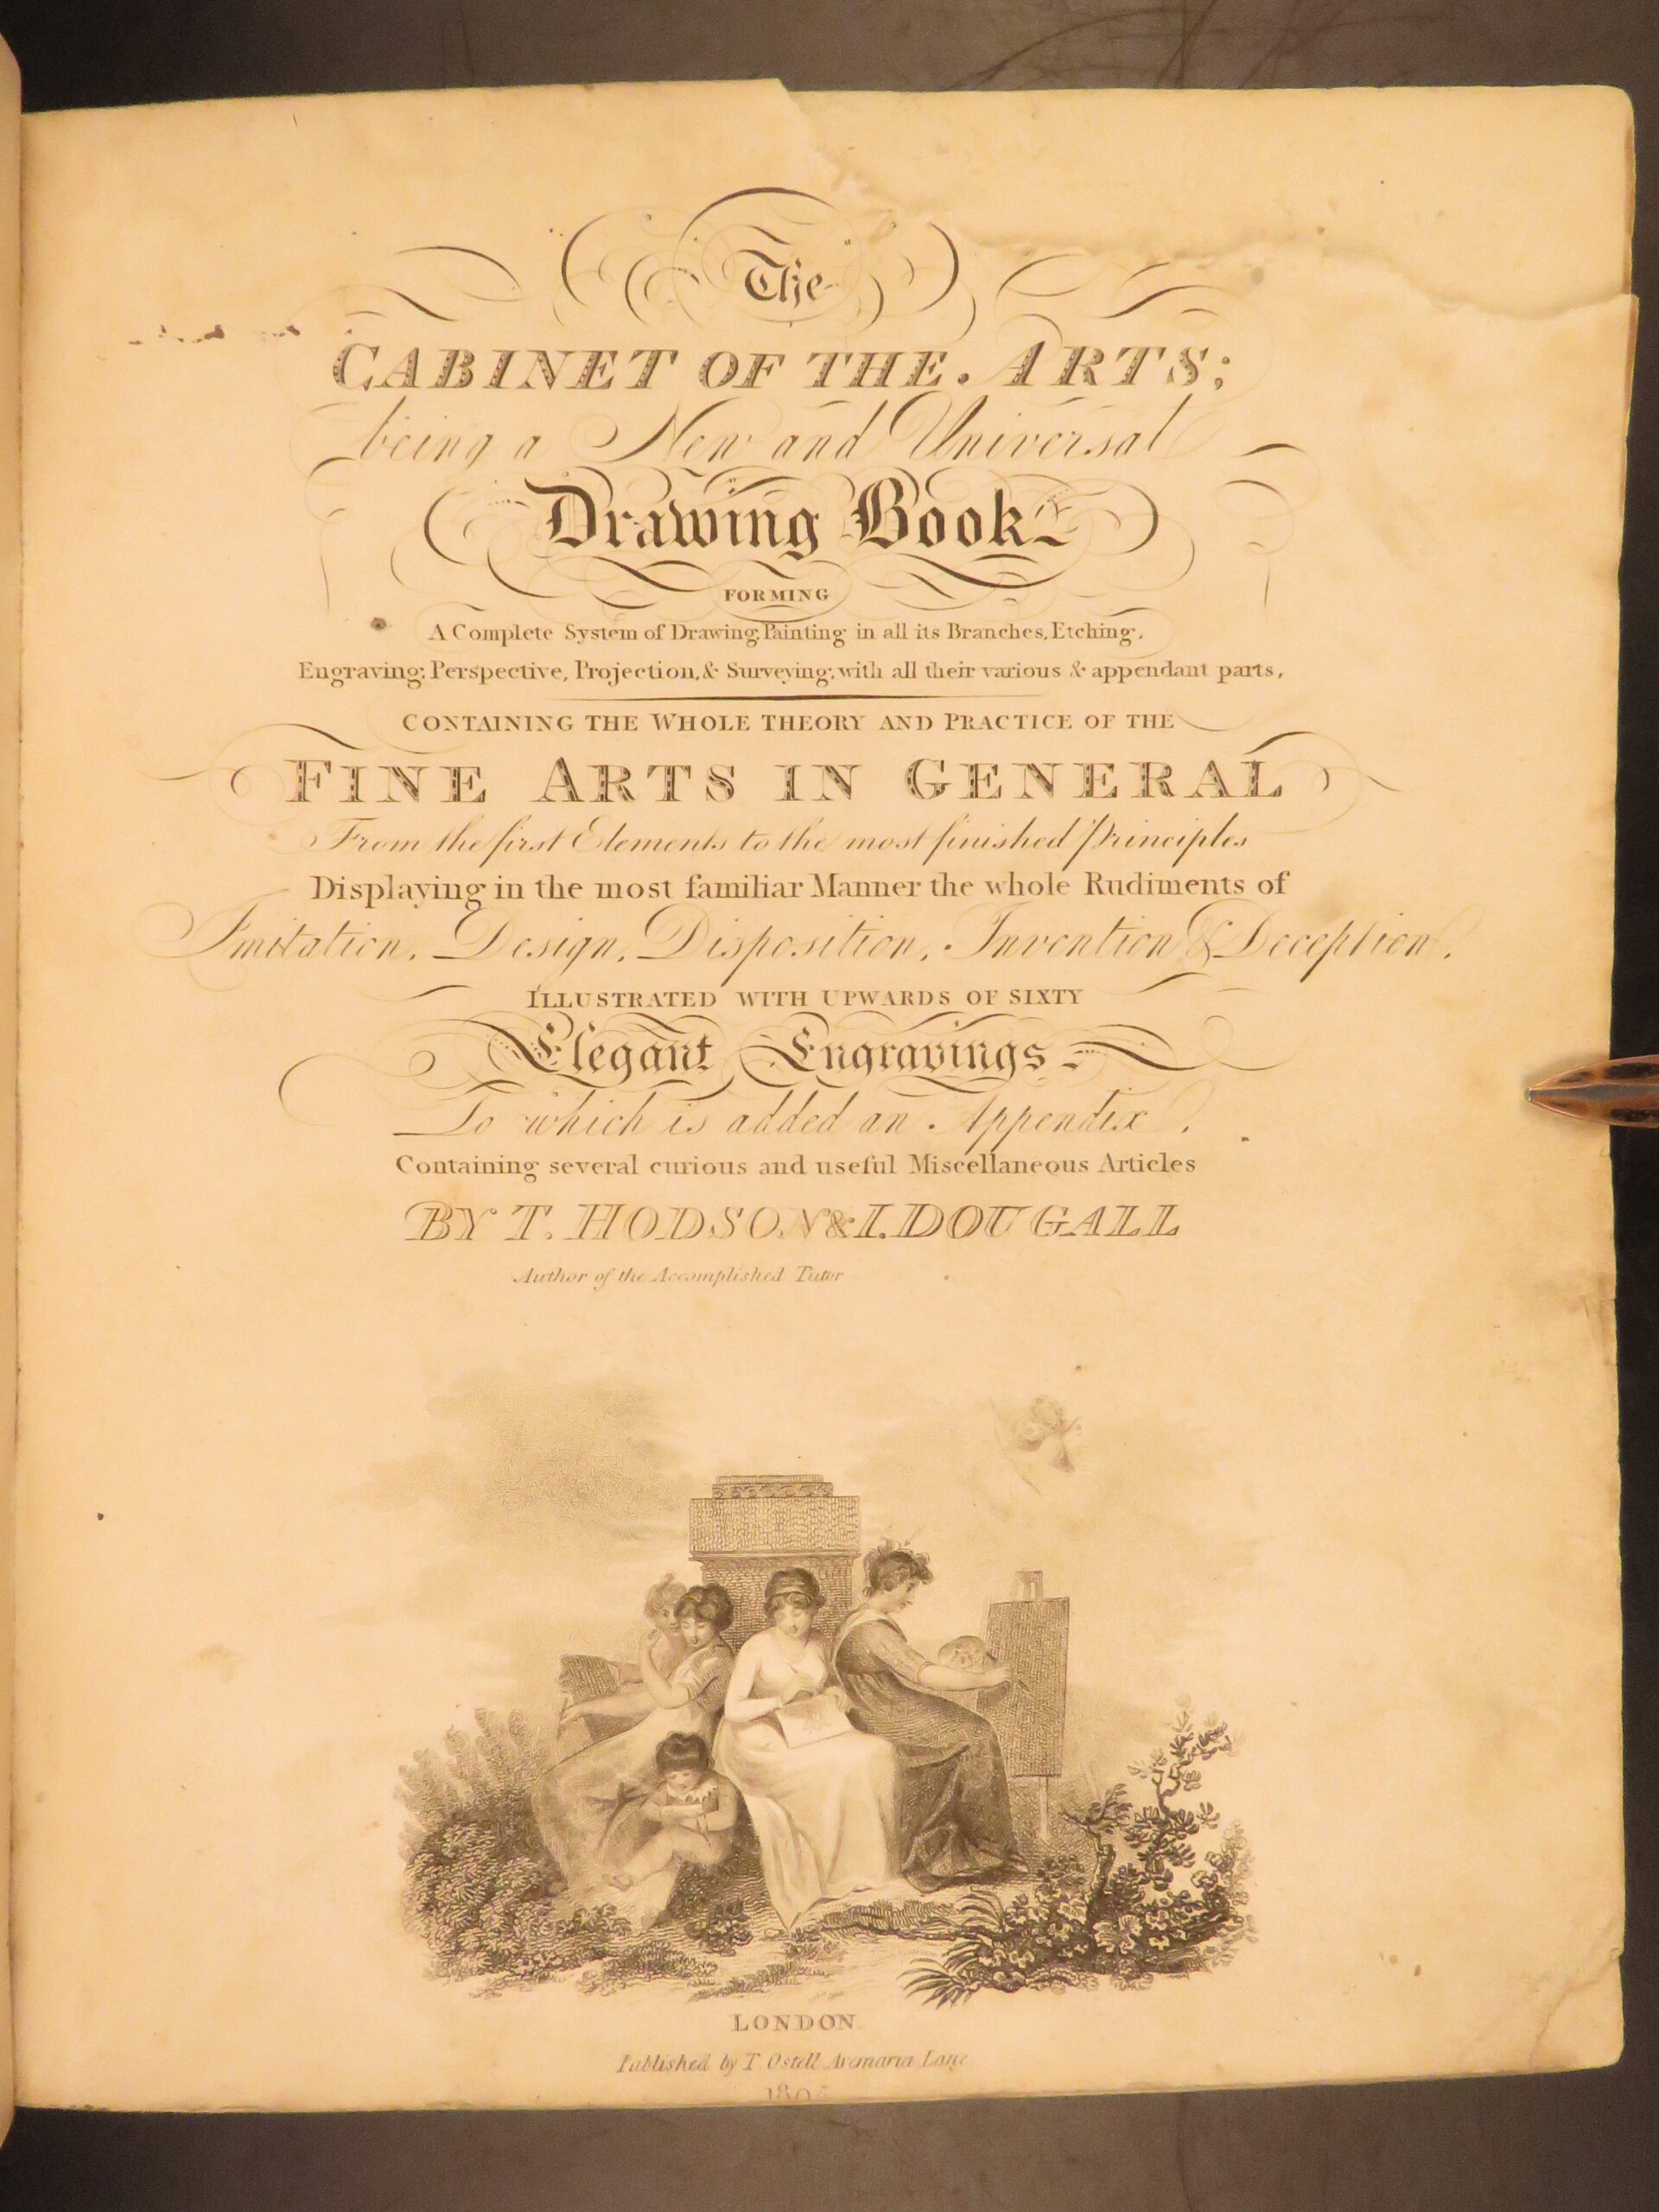 The
CABINET OF THE ARTS;
being a New and Universal
Drawing Book
FORMING
A Complete System of Drawing, Painting in all its Branches, Etching,
Engraving, Perspective, Projection, & Surveying; with all their various & appendant parts,
CONTAINING THE WHOLE THEORY AND PRACTICE OF THE
FINE ARTS IN GENERAL
From the first Elements to the most finished Principles
Displaying in the most familiar Manner the whole Rudiments of
Imitation, Design, Disposition, Invention & Deception.
ILLUSTRATED WITH UPWARDS OF SIXTY
Elegant Engravings
To which is added an Appendix,
Containing several curious and useful Miscellaneous Articles
BY T. HODSON & I. DOUGALL
Author of the Accomplished Tutor
LONDON
Published by T Ostell Avemaria Lane